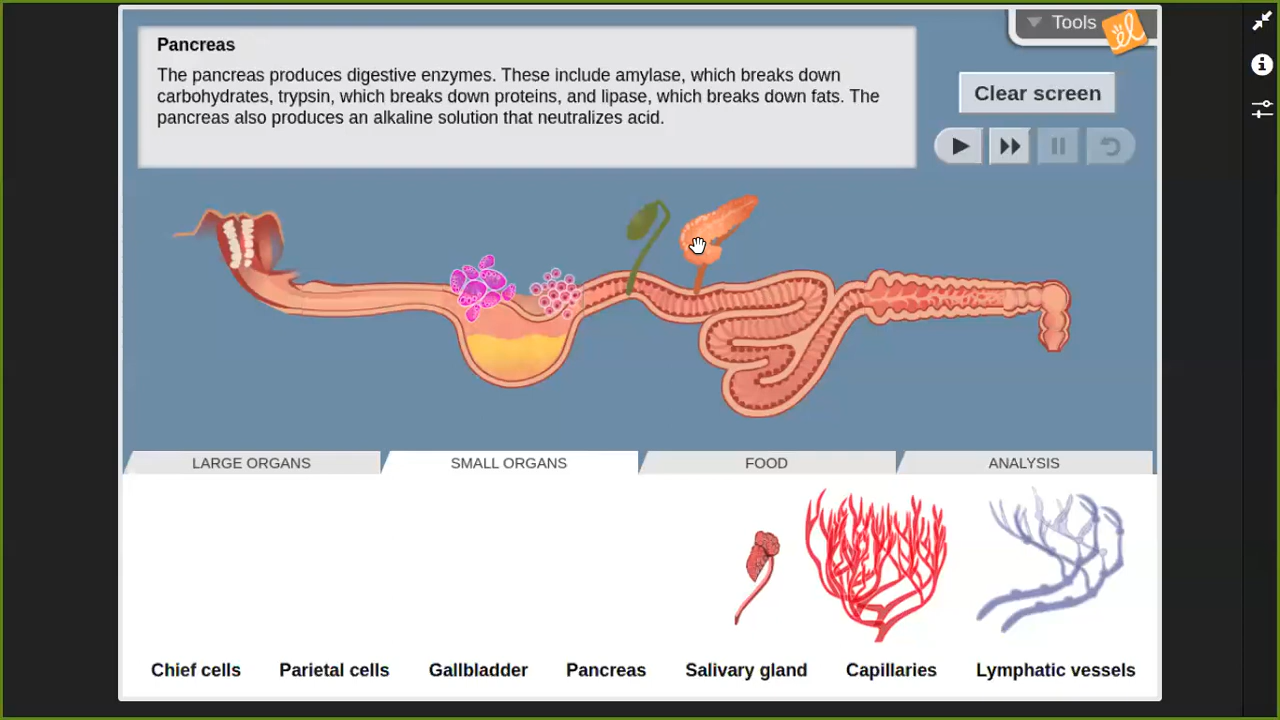 Pancreas
The pancreas produces digestive enzymes. These include amylase, which breaks down
carbohydrates, trypsin, which breaks down proteins, and lipase, which breaks down fats. The
pancreas also produces an alkaline solution that neutralizes acid.
Tools
el
Clear screen
LARGE ORGANS
SMALL ORGANS
FOOD
ANALYSIS
Chief cells
Parietal cells
Gallbladder
Pancreas
Salivary gland
Capillaries
Lymphatic vessels